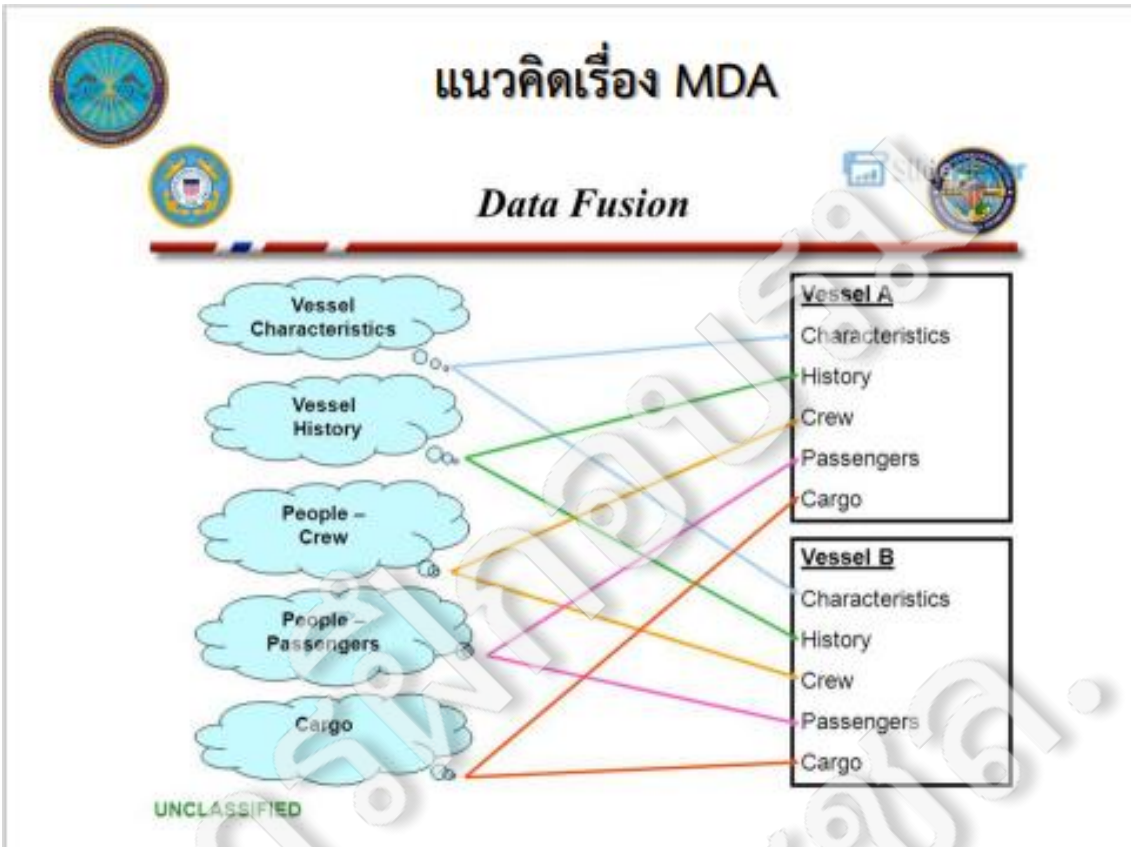 แนวคิดเรื่อง MDA
Data Fusion
Vessel
Characteristics
Vessel
History
People –
Crew
People –
Passengers
Cargo
Vessel A
Characteristics
History
Crew
Passengers
Cargo
Vessel B
Characteristics
History
Crew
Passengers
Cargo
UNCLASSIFIED